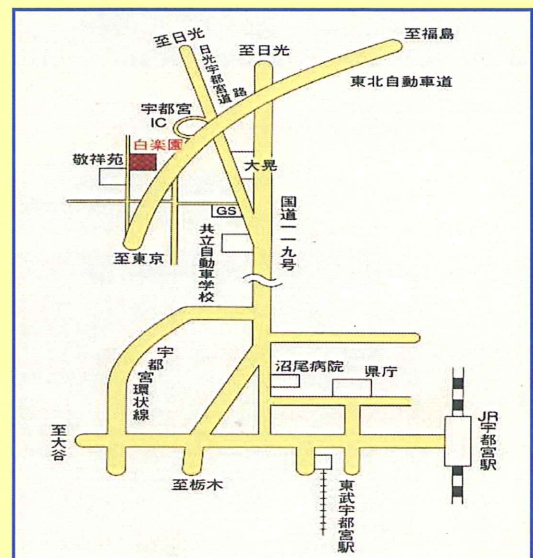 至日光
至日光
至福島
日光宇都宮道路
東北自動車道
宇都宮
IC
白楽園
敬祥苑
大晃
GS
国道一一九号
共立自動車学校
至東京
宇都宮環状線
沼尾病院
県庁
至大谷
JR宇都宮駅
至栃木
東武宇都宮駅